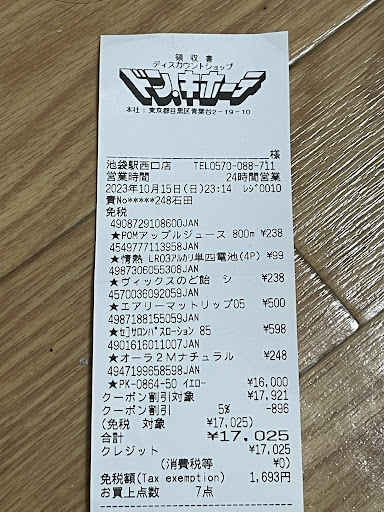 領収書
ディスカウントショップ
ドン.キホーテ
本社：東京都目黒区青葉台2-19-10
様
池袋駅西口店 TEL0570-088-711
営業時間 24時間営業
2023年10月15日(日)23:14 レジ0010
責No*****248石田
免税
4908729108600JAN
★POMアップルジュース 800m ¥238
4549777113958JAN
★情熱 LR03アルカリ単四電池(4P) ¥99
4987306055308JAN
★ヴィックスのど飴 シ ¥238
4570036092059JAN
★エアリーマットリップ05 ¥500
4987188155059JAN
★セ]サロンパスローション 85 ¥598
4901616011007JAN
★オーラ2Mナチュラル ¥248
4947199658598JAN
★PK-0864-50 イエロー ¥16,000
クーポン割引対象 ¥17,921
クーポン割引 5% -896
(免税 対象 ¥17,025)
合計 ¥17,025
クレジット ¥17,025
(消費税等 ¥0)
免税額(Tax exemption) 1,693円
お買上点数 7点